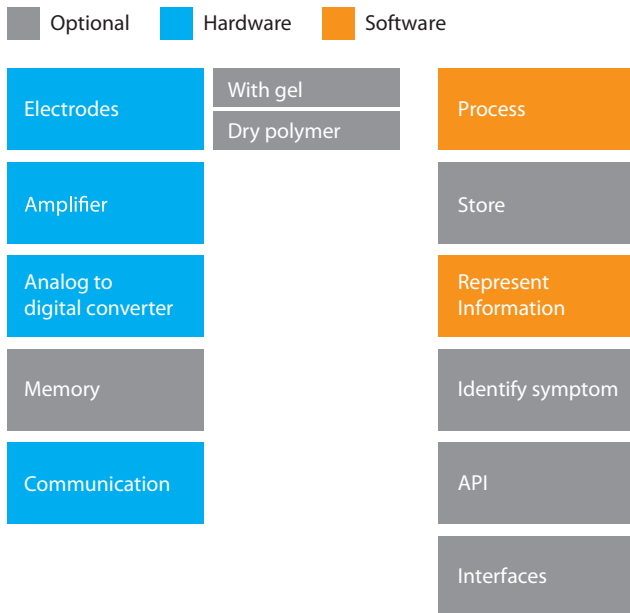 Optional
Hardware
Software
Electrodes
With gel
Dry polymer
Process
Amplifier
Store
Analog to
digital converter
Represent
Information
Memory
Identify symptom
Communication
API
Interfaces